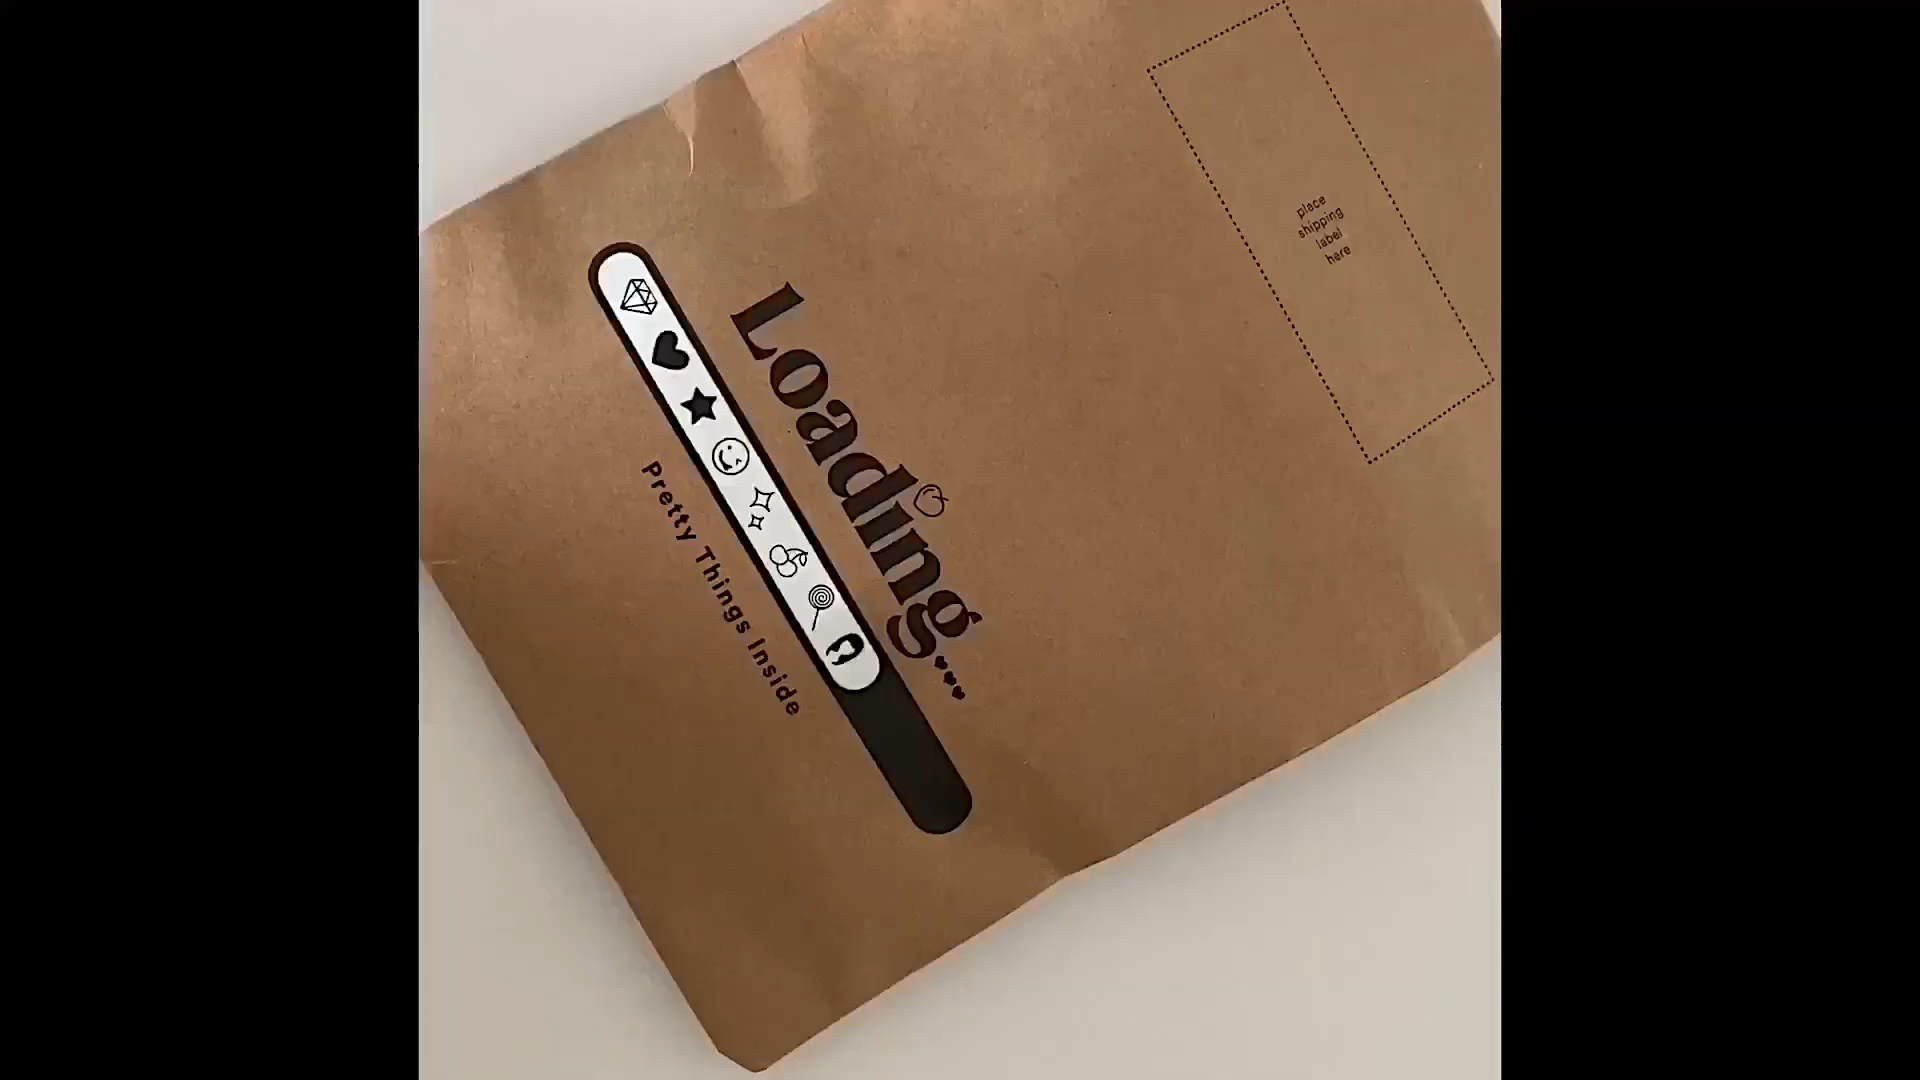 place
shipping
label
here
Loading...
Pretty Things Inside